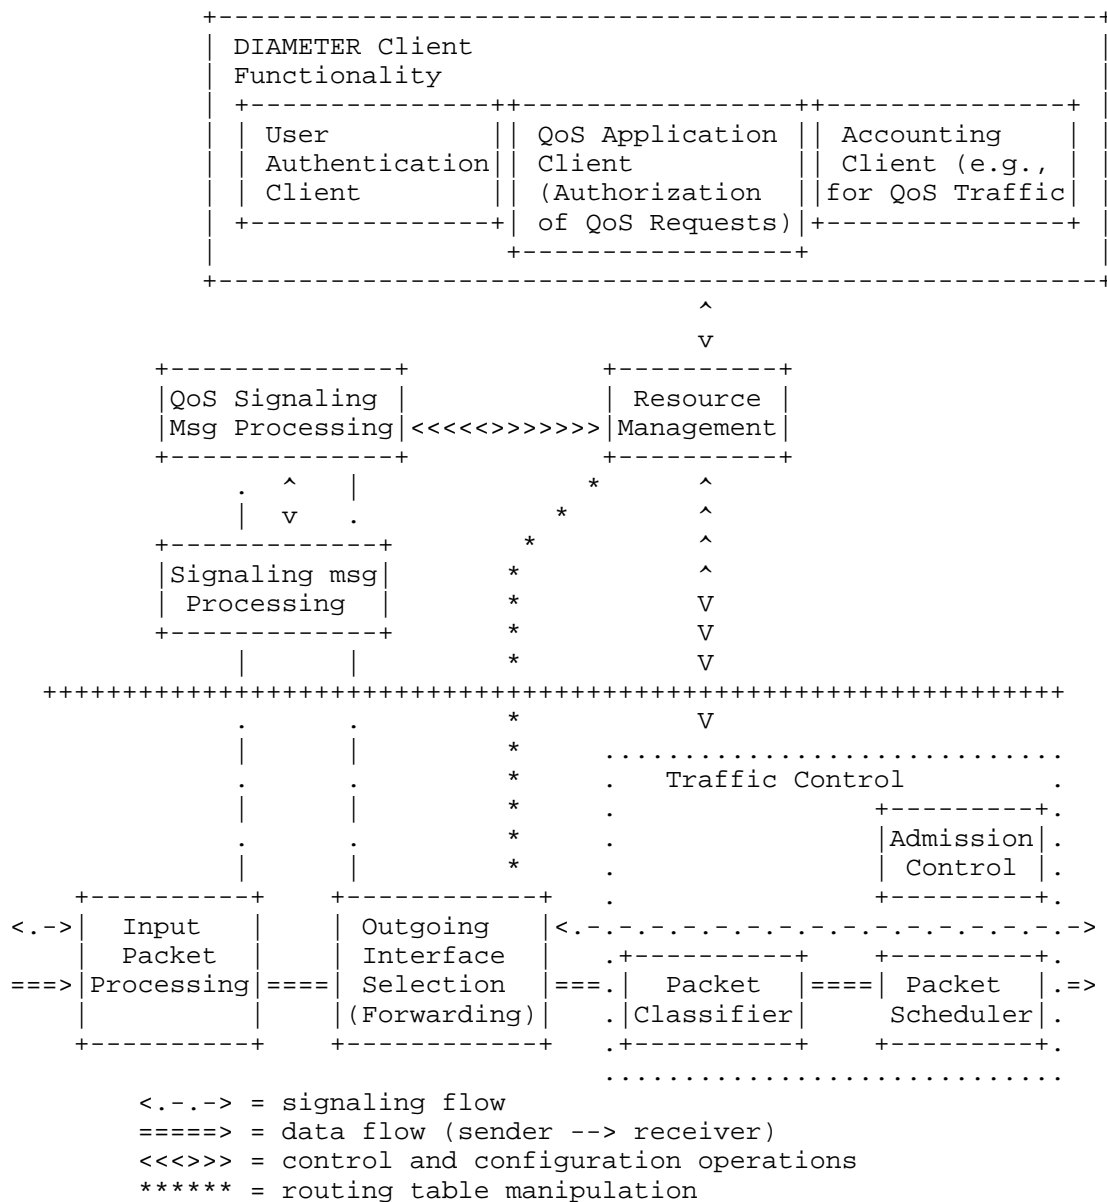 DIAMETER Client
Functionality
User || QoS Application || Accounting
Authentication|| Client || Client (e.g.,
Client || (Authorization ||for QoS Traffic
of QoS Requests)
QoS Signaling Resource
Msg Processing|<<<<<>>>>>>>|Management
Signaling msg
Processing
Traffic Control
Admission
Control
<.->| Input | | Outgoing |<.-.-.-.-.-.-.-.-.-.-.-.-.-.-.-.->
Packet Interface
===>|Processing|====| Selection |===.| Packet |====| Packet |.=>
(Forwarding) Classifier Scheduler
<.-.-> = signaling flow
=====> = data flow (sender --> receiver)
<<<>>> = control and configuration operations
****** = routing table manipulation